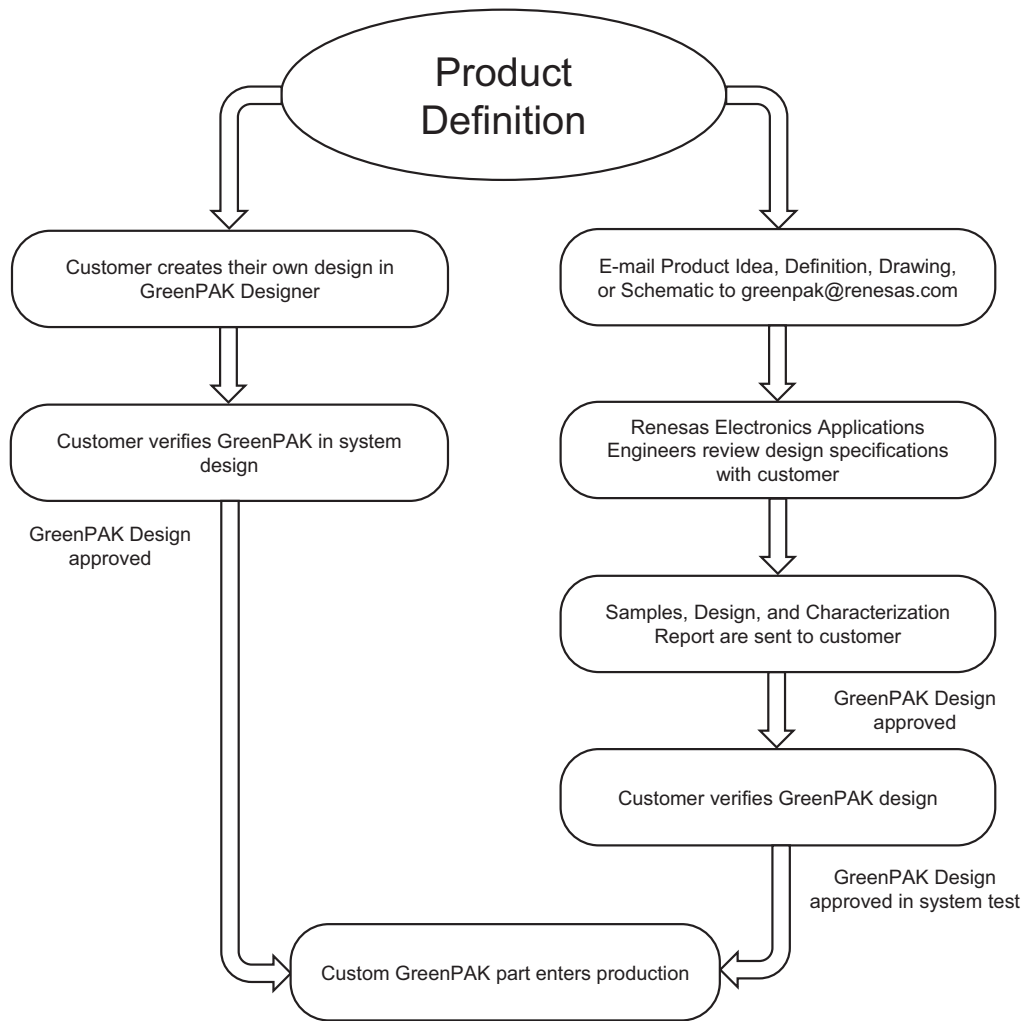 Product
Definition
Customer creates their own design in
GreenPAK Designer
Customer verifies GreenPAK in system
design
GreenPAK Design
approved
E-mail Product Idea, Definition, Drawing,
or Schematic to greenpak@renesas.com
Renesas Electronics Applications
Engineers review design specifications
with customer
Samples, Design, and Characterization
Report are sent to customer
GreenPAK Design
approved
Customer verifies GreenPAK design
GreenPAK Design
approved in system test
Custom GreenPAK part enters production